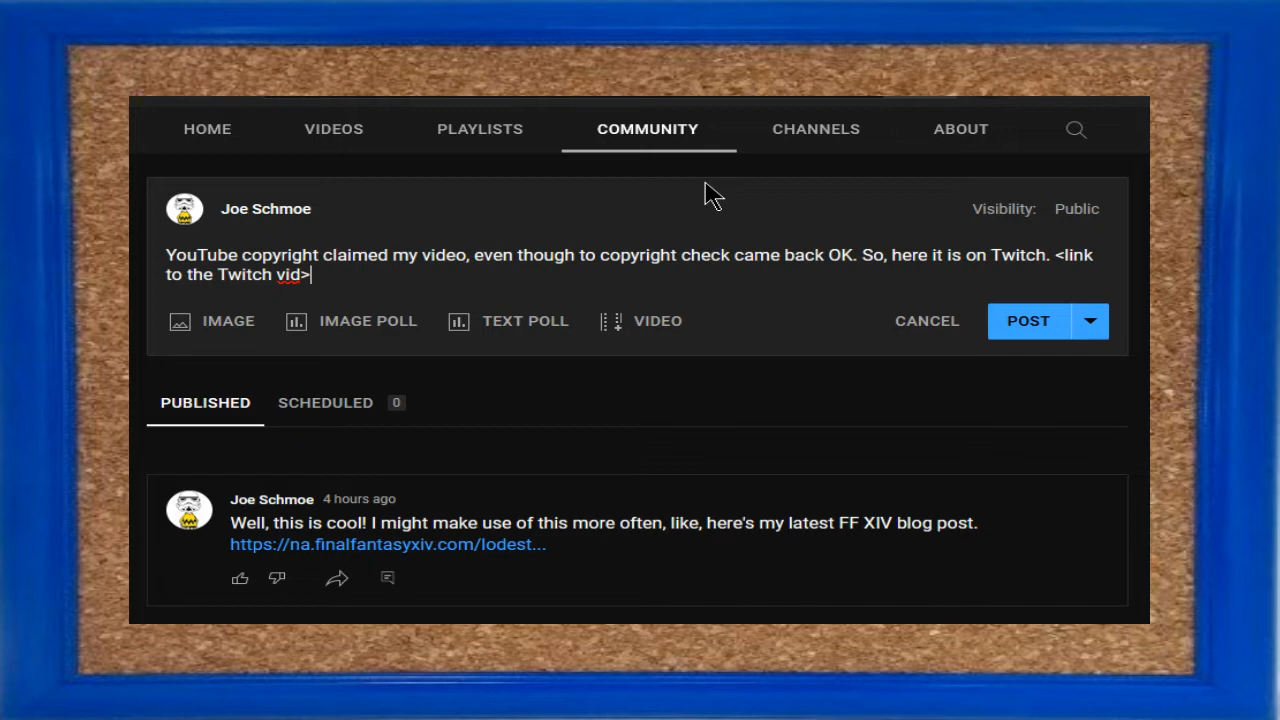 HOME VIDEOS PLAYLISTS COMMUNITY CHANNELS ABOUT
Joe Schmoe Visibility: Public
YouTube copyright claimed my video, even though to copyright check came back OK. So, here it is on Twitch. <link
to the Twitch vid>
IMAGE IMAGE POLL TEXT POLL VIDEO CANCEL POST
PUBLISHED SCHEDULED 0
Joe Schmoe 4 hours ago
Well, this is cool! I might make use of this more often, like, here's my latest FF XIV blog post.
https://na.finalfantasyxiv.com/lodest...